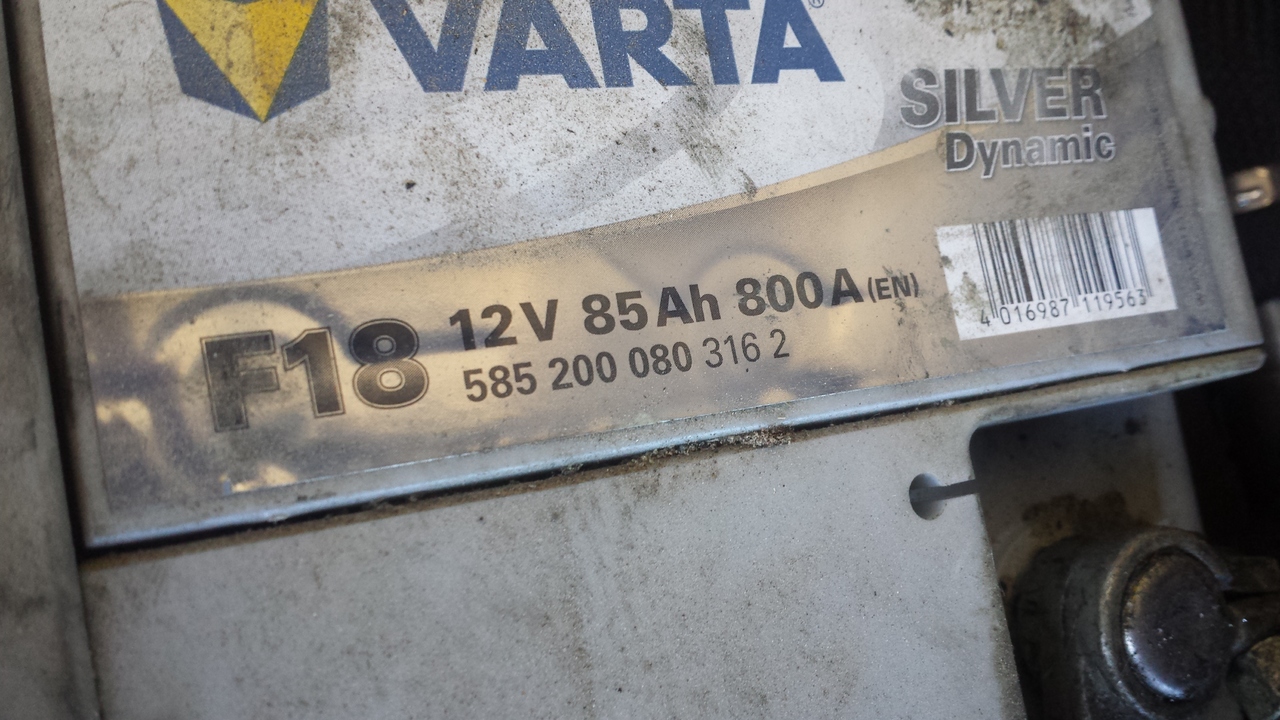 VARTA®
SILVER
Dynamic
F18
12V 85Ah 800A (EN)
585 200 080 316 2
4 016987 119563